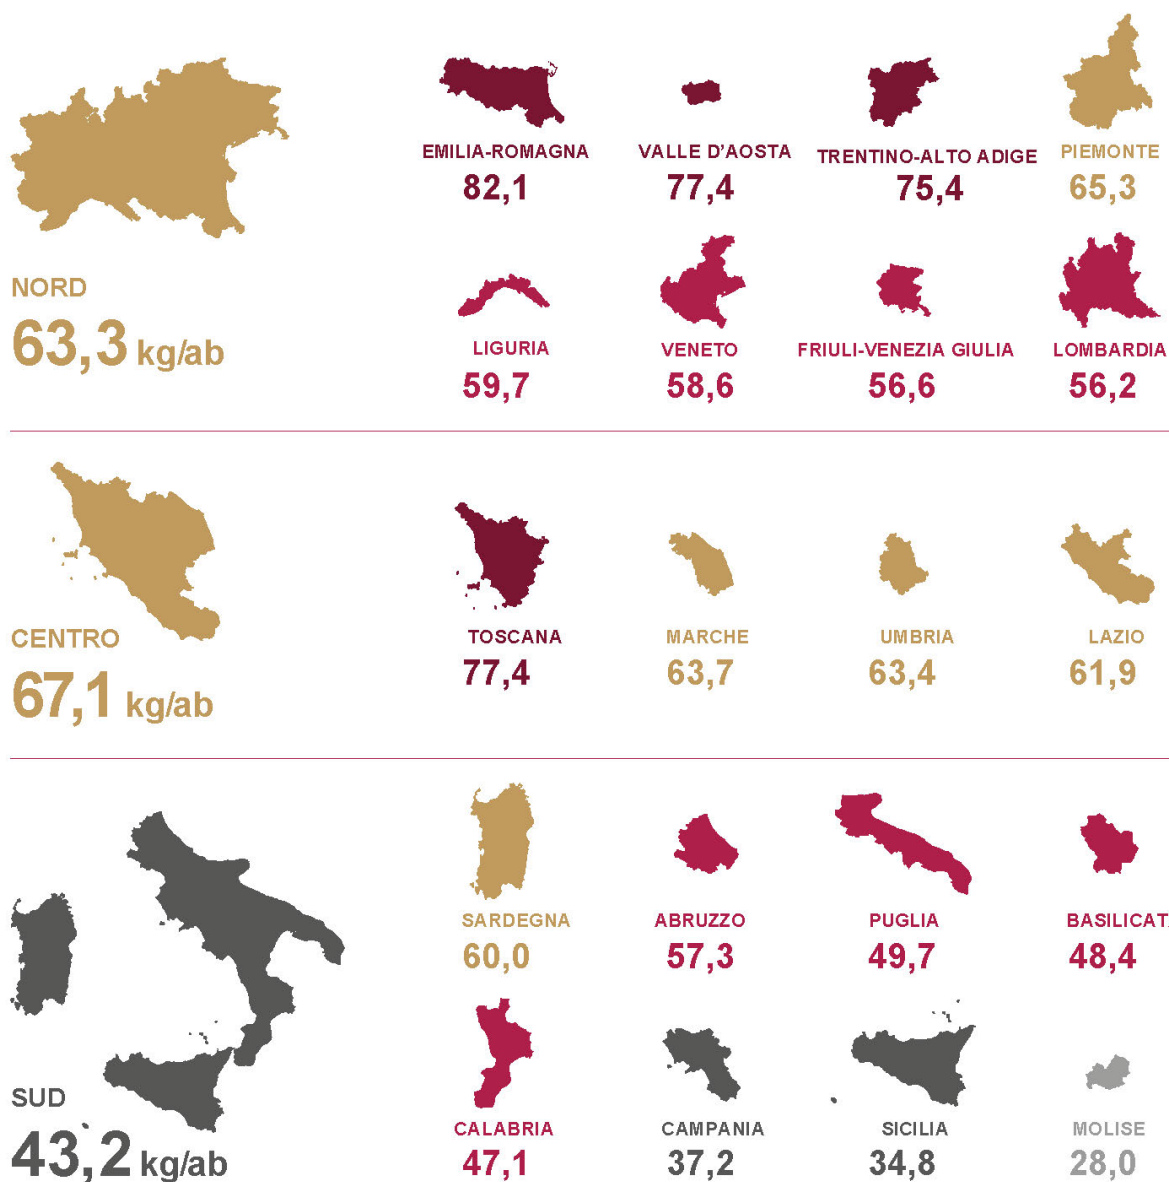 EMILIA-ROMAGNA VALLE D'AOSTA TRENTINO-ALTO ADIGE PIEMONTE
82,1 77,4 75,4 65,3
NORD
63,3 kg/ab
LIGURIA VENETO FRIULI-VENEZIA GIULIA LOMBARDIA
59,7 58,6 56,6 56,2
CENTRO
67,1 kg/ab
TOSCANA MARCHE UMBRIA LAZIO
77,4 63,7 63,4 61,9
SARDEGNA ABRUZZO PUGLIA BASILICAT
60,0 57,3 49,7 48,4
SUD
43,2 kg/ab
CALABRIA CAMPANIA SICILIA MOLISE
47,1 37,2 34,8 28,0